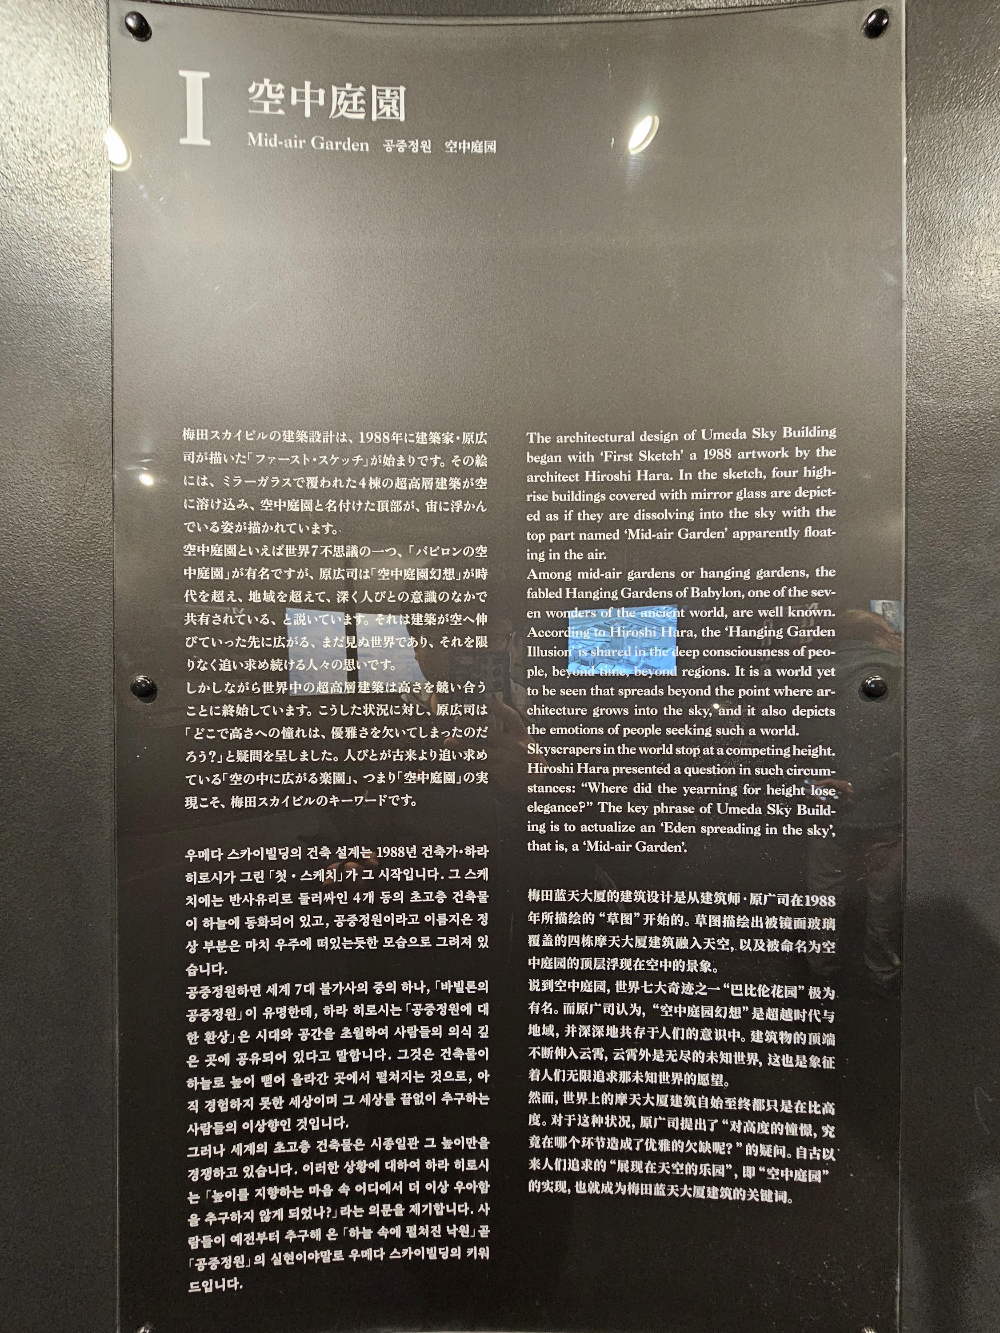 I
空中庭園
Mid-air Garden 공중정원 空中庭园
梅田スカイビルの建築設計は、1988年に建築家・原広
司が描いた「ファースト・スケッチ」が始まりです。その絵
には、ミラーガラスで覆われた4棟の超高層建築が空
に溶け込み、空中庭園と名付けた頂部が、宙に浮かん
でいる姿が描かれています。
空中庭園といえば世界7不思議の一つ、「バビロンの空
中庭園」が有名ですが、原広司は「空中庭園幻想」が時
代を超え、地域を超えて、深く人びとの意識のなかで
共有されている、と説いています。それは建築が空へ伸
びていった先に広がる、まだ見ぬ世界であり、それを限
りなく追い求め続ける人々の思いです。
しかしながら世界中の超高層建築は高さを競い合う
ことに終始しています。こうした状況に対し、原広司は
「どこで高さへの憧れは、優雅さを欠いてしまったのだ
ろう?」と疑問を呈しました。人びとが古来より追い求め
ている「空の中に広がる楽園」、つまり「空中庭園」の実
現こそ、梅田スカイビルのキーワードです。
우메다 스카이빌딩의 건축 설계는 1988년 건축가·하라
히로시가 그린 「첫·스케치」가 그 시작입니다. 그 스케
치에는 반사유리로 둘러싸인 4개 동의 초고층 건축물
이 하늘에 동화되어 있고, 공중정원이라고 이름지은 정
상 부분은 마치 우주에 떠있는듯한 모습으로 그려져 있
습니다.
공중정원하면 세계 7대 불가사의 중의 하나, 「바빌론의
공중정원」이 유명한데, 하라 히로시는 「공중정원에 대
한 환상」은 시대와 공간을 초월하여 사람들의 의식 깊
은 곳에 공유되어 있다고 말합니다. 그것은 건축물이
하늘로 높이 뻗어 올라간 곳에서 펼쳐지는 것으로, 아
직 경험하지 못한 세상이며 그 세상를 끝없이 추구하는
사람들의 이상향인 것입니다.
그러나 세계의 초고층 건축물은 시종일관 그 높이만을
경쟁하고 있습니다. 이러한 상황에 대하여 하라 히로시
는 「높이를 지향하는 마음 속 어디에서 더 이상 우아함
을 추구하지 않게 되었나?」라는 의문을 제기합니다. 사
람들이 예전부터 추구해 온 「하늘 속에 펼쳐진 낙원」 곧
「공중정원」의 실현이야말로 우메다 스카이빌딩의 키워
드입니다.
The architectural design of Umeda Sky Building
began with ‘First Sketch’ a 1988 artwork by the
architect Hiroshi Hara. In the sketch, four high-
rise buildings covered with mirror glass are depict-
ed as if they are dissolving into the sky with the
top part named ‘Mid-air Garden’ apparently float-
ing in the air.
Among mid-air gardens or hanging gardens, the
fabled Hanging Gardens of Babylon, one of the sev-
en wonders of the ancient world, are well known.
According to Hiroshi Hara, the ‘Hanging Garden
Illusion’ is shared in the deep consciousness of peo-
ple, beyond time, beyond regions. It is a world yet
to be seen that spreads beyond the point where ar-
chitecture grows into the sky, and it also depicts
the emotions of people seeking such a world.
Skyscrapers in the world stop at a competing height.
Hiroshi Hara presented a question in such circum-
stances: “Where did the yearning for height lose
elegance?” The key phrase of Umeda Sky Build-
ing is to actualize an ‘Eden spreading in the sky’,
that is, a ‘Mid-air Garden’.
梅田蓝天大厦的建筑设计是从建筑师·原广司在1988
年所描绘的“草图”开始的。草图描绘出被镜面玻璃
覆盖的四栋摩天大厦建筑融入天空, 以及被命名为空
中庭园的顶层浮现在空中的景象。
说到空中庭园, 世界七大奇迹之一“巴比伦花园”极为
有名。而原广司认为, “空中庭园幻想”是超越时代与
地域, 并深深地共存于人们的意识中。建筑物的顶端
不断伸入云霄, 云霄外是无尽的未知世界, 这也是象征
着人们无限追求那未知世界的愿望。
然而, 世界上的摩天大厦建筑自始至终都只是在比高
度。对于这种状况, 原广司提出了“对高度的憧憬, 究
竟在哪个环节造成了优雅的欠缺呢?”的疑问。自古以
来人们追求的“展现在天空的乐园”, 即“空中庭园”
的实现, 也就成为梅田蓝天大厦建筑的关键词。